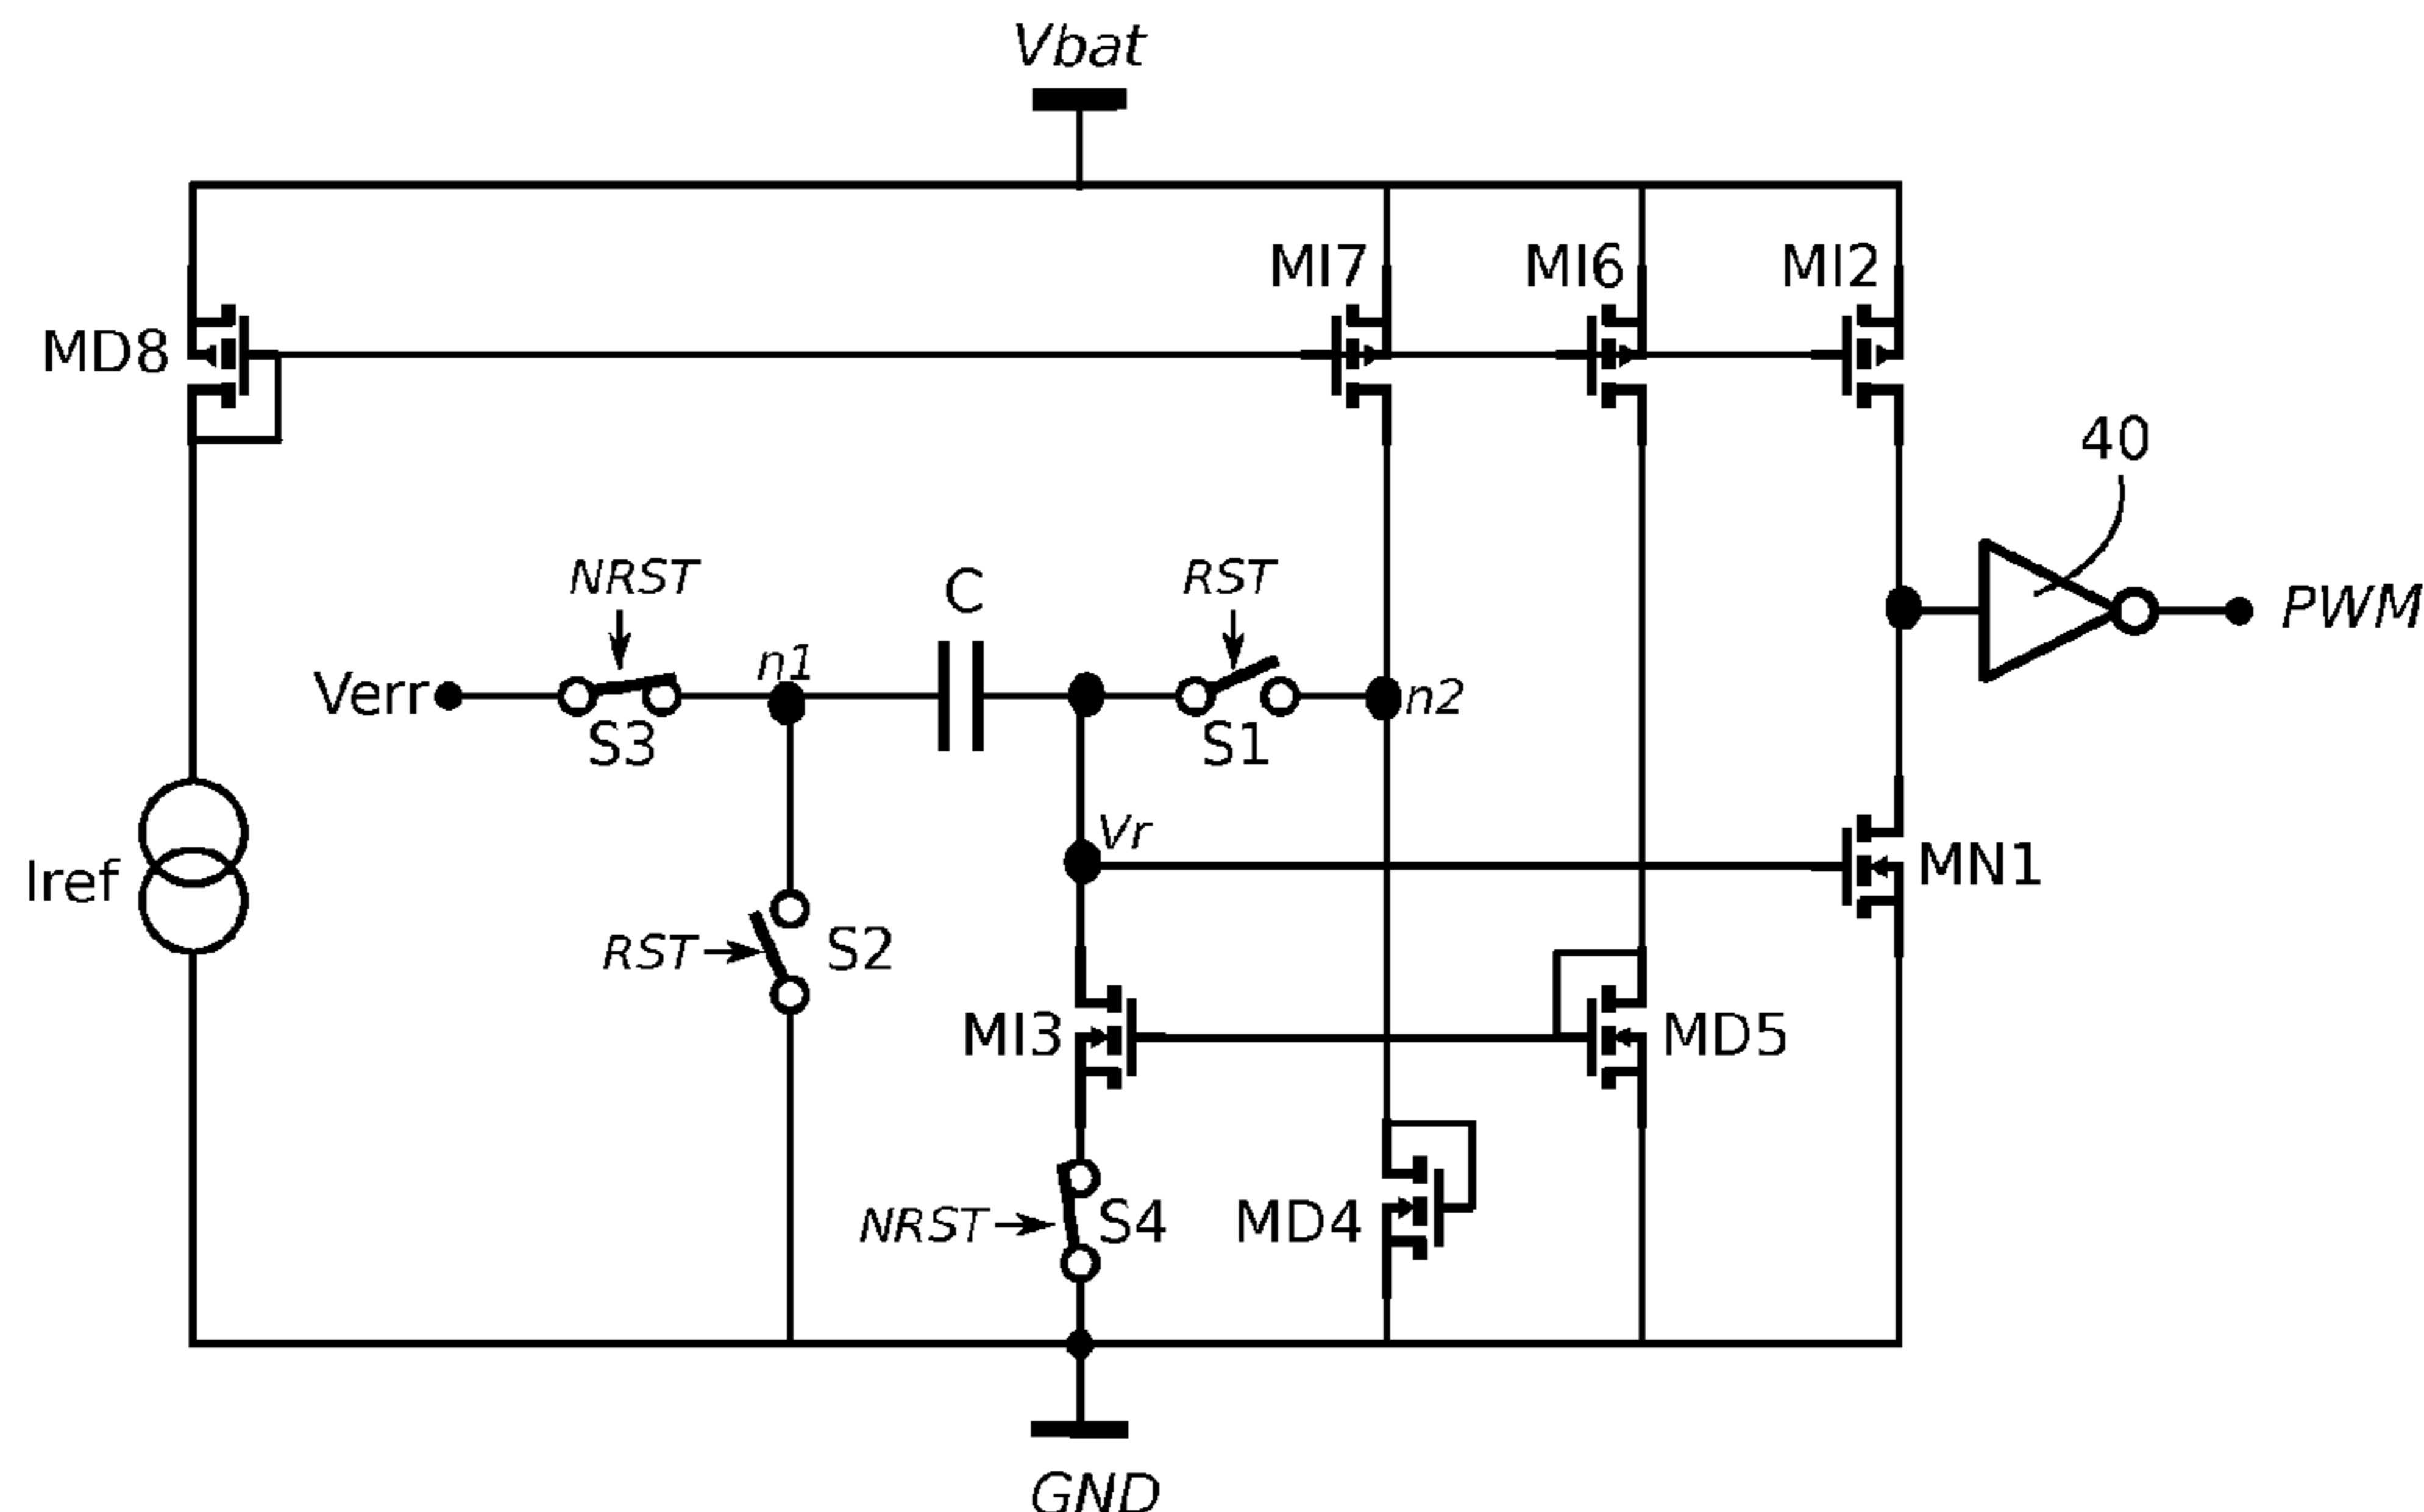 Vbat
MI7
MI6
MI2
MD8
40
NRST
C
RST
PWM
n1
Verr
n2
S3
S1
Vr
Iref
MN1
RST
S2
MI3
MD5
NRST
S4
MD4
GND